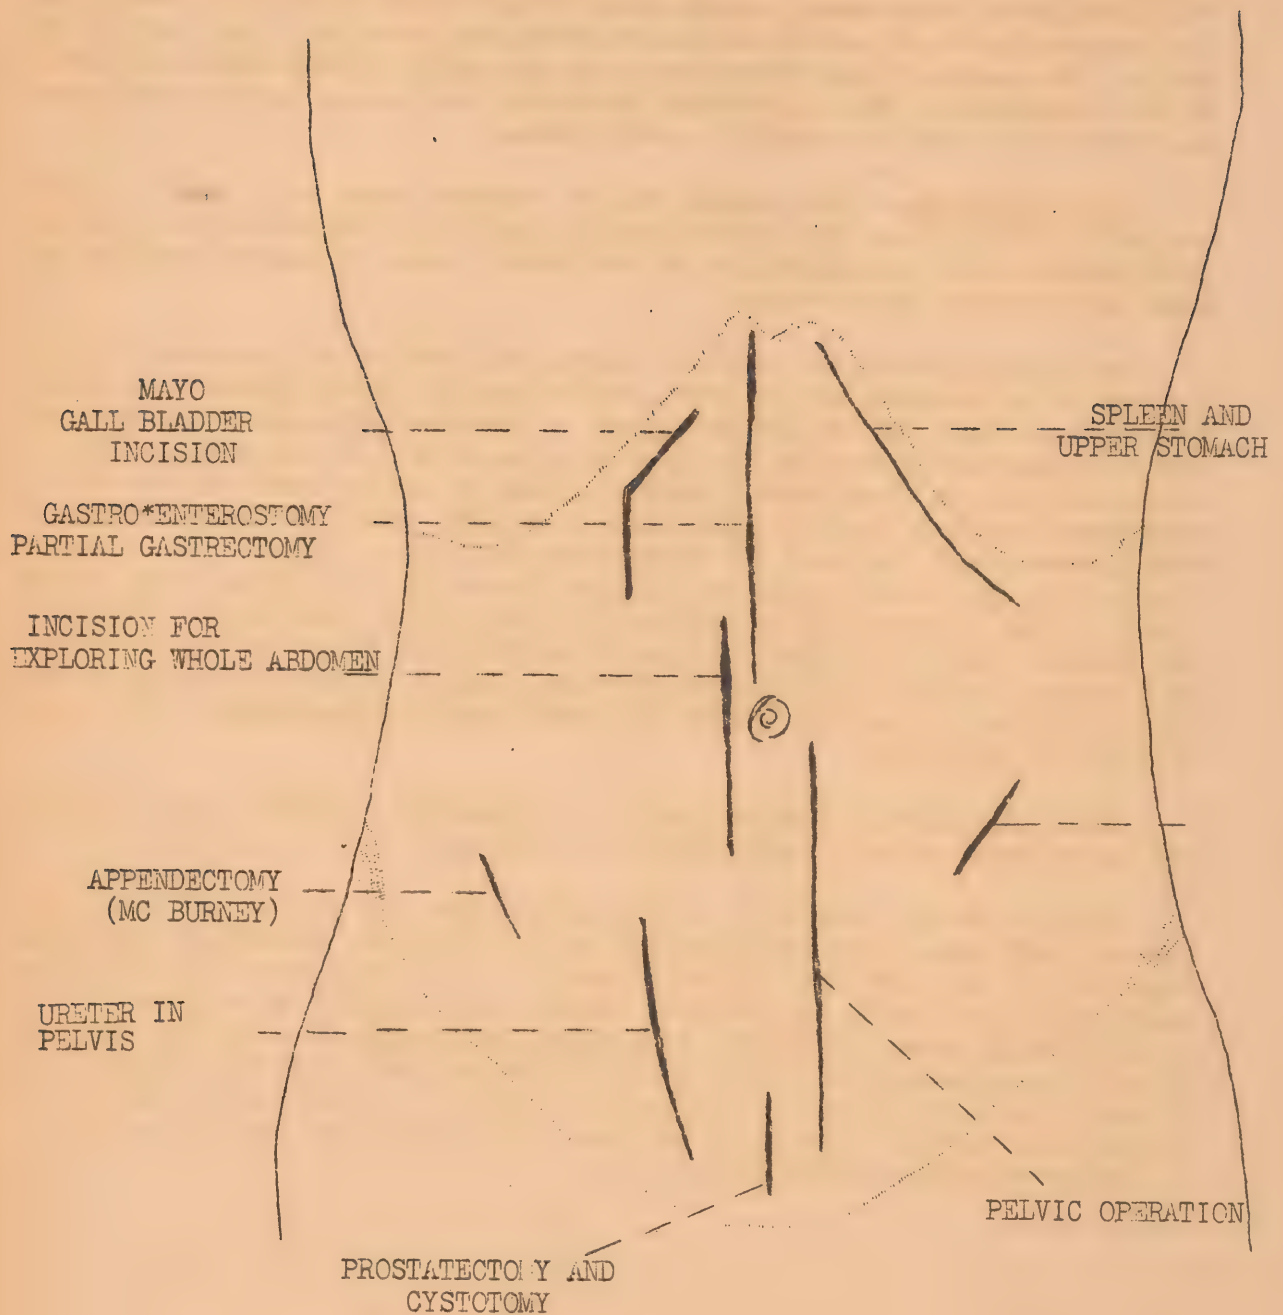 MAYO
GALL BLADDER
INCISION
SPLEEN AND
UPPER STOMACH
GASTRO*ENTEROSTOMY
PARTIAL GASTRECTOMY
INCISION FOR
EXPLORING WHOLE ABDOMEN
APPENDECTOMY
(MC BURNEY)
URETER IN
PELVIS
PELVIC OPERATION
PROSTATECTOMY AND
CYSTOTOMY